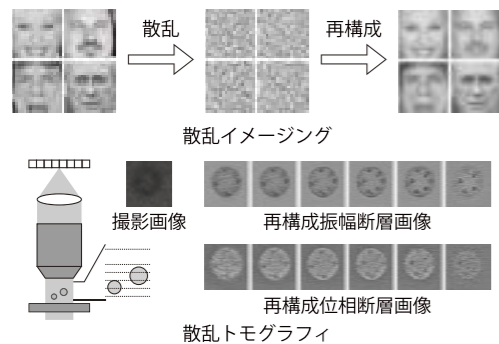 散乱
再構成
散乱イメージング
撮影画像
再構成振幅断層画像
再構成位相断層画像
散乱トモグラフィ